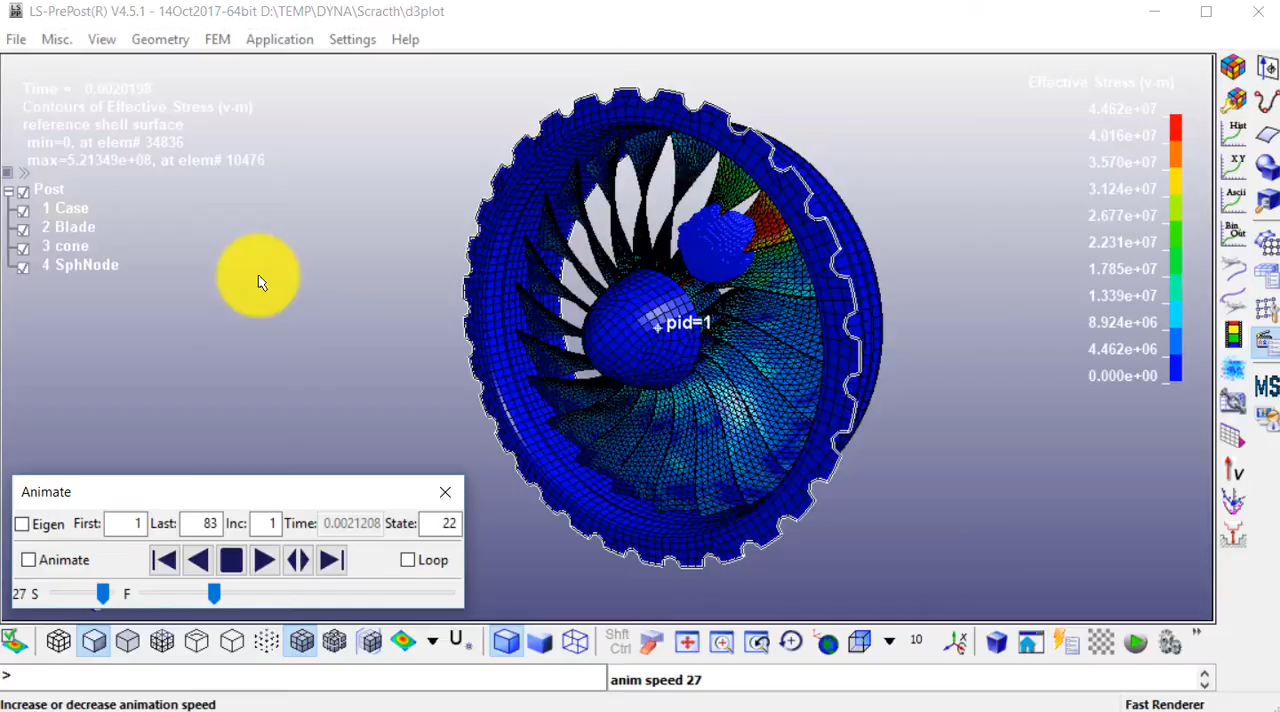 LS-PrePost(R) V4.5.1 - 14Oct2017-64bit D:\TEMP\DYNA\Scracth\d3plot
File Misc. View Geometry FEM Application Settings Help
Time = 0.0020198
Contours of Effective Stress (v-m)
reference shell surface
min=0, at elem# 34836
max=5.21349e+08, at elem# 10476
Post
1 Case
2 Blade
3 cone
4 SphNode
pid=1
Effective Stress (v-m)
4.462e+07
4.016e+07
3.570e+07
3.124e+07
2.677e+07
2.231e+07
1.785e+07
1.339e+07
8.924e+06
4.462e+06
0.000e+00
Hist
XY
Ascii
Bin
Out
MS
V
Animate
Eigen First: 1 Last: 83 Inc: 1 Time: 0.0021208 State: 22
Animate Loop
27 S F
U
Shft
Ctrl
10
>
anim speed 27
Increase or decrease animation speed
Fast Renderer